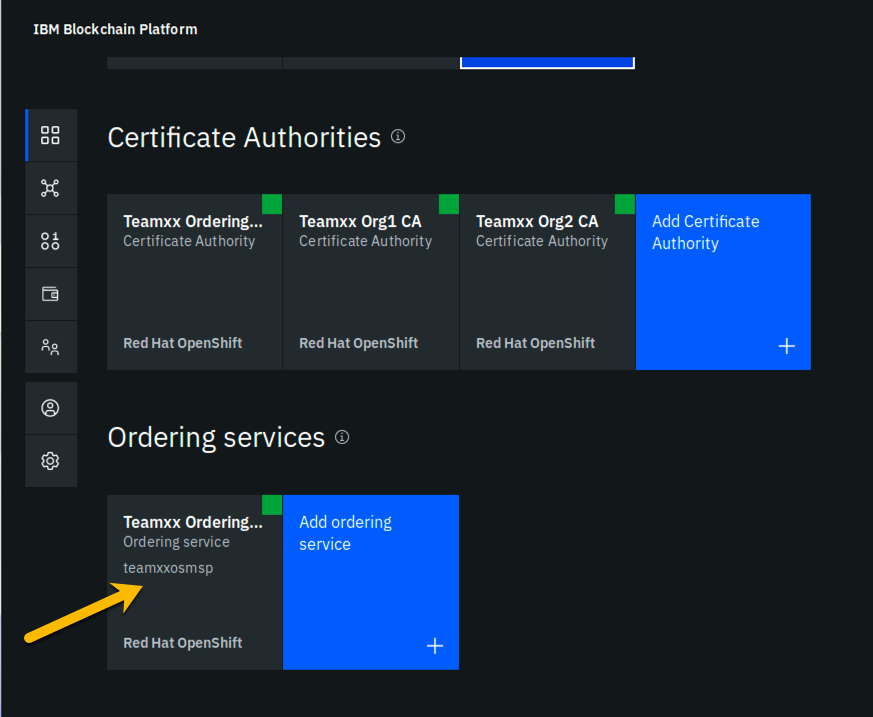 IBM Blockchain Platform
Certificate Authorities
Teamxx Ordering...
Certificate Authority
Red Hat OpenShift
Teamxx Org1 CA
Certificate Authority
Red Hat OpenShift
Teamxx Org2 CA
Certificate Authority
Red Hat OpenShift
Add Certificate
Authority
Ordering services
Teamxx Ordering...
Ordering service
teamxxosmsp
Red Hat OpenShift
Add ordering
service